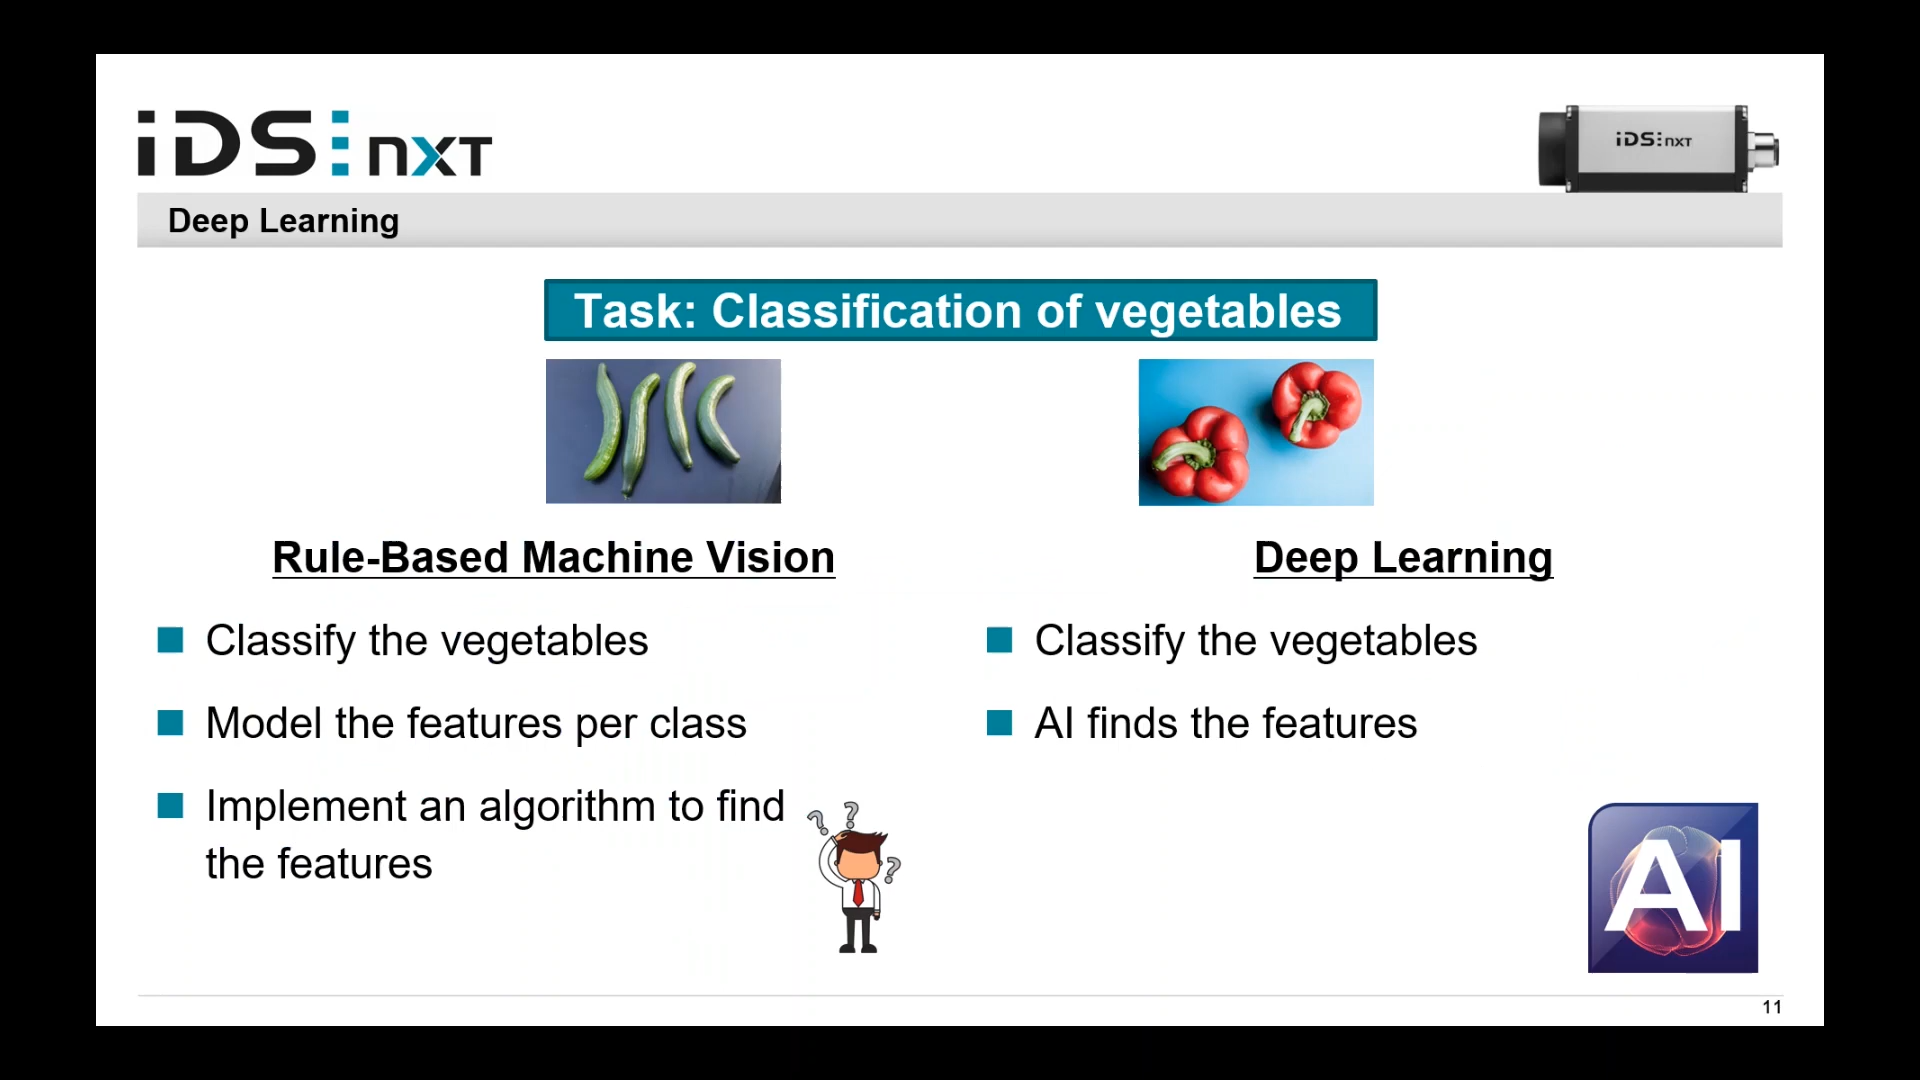 iDS nxt
iDS nxt
Deep Learning
Task: Classification of vegetables
Rule-Based Machine Vision
Classify the vegetables
Model the features per class
Implement an algorithm to find
the features
? ? ?
Deep Learning
Classify the vegetables
AI finds the features
AI
11